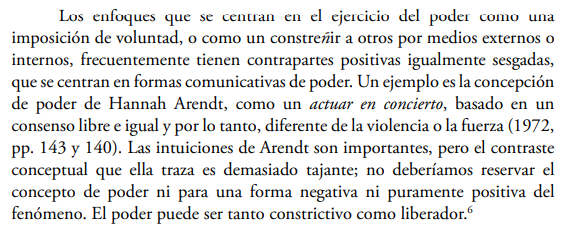 Los enfoques que se centran en el ejercicio del poder como una
imposición de voluntad, o como un constreñir a otros por medios externos o
internos, frecuentemente tienen contrapartes positivas igualmente sesgadas,
que se centran en formas comunicativas de poder. Un ejemplo es la concepción
de poder de Hannah Arendt, como un actuar en concierto, basado en un
consenso libre e igual y por lo tanto, diferente de la violencia o la fuerza (1972,
pp. 143 y 140). Las intuiciones de Arendt son importantes, pero el contraste
conceptual que ella traza es demasiado tajante; no deberíamos reservar el
concepto de poder ni para una forma negativa ni puramente positiva del
fenómeno. El poder puede ser tanto constrictivo como liberador.6